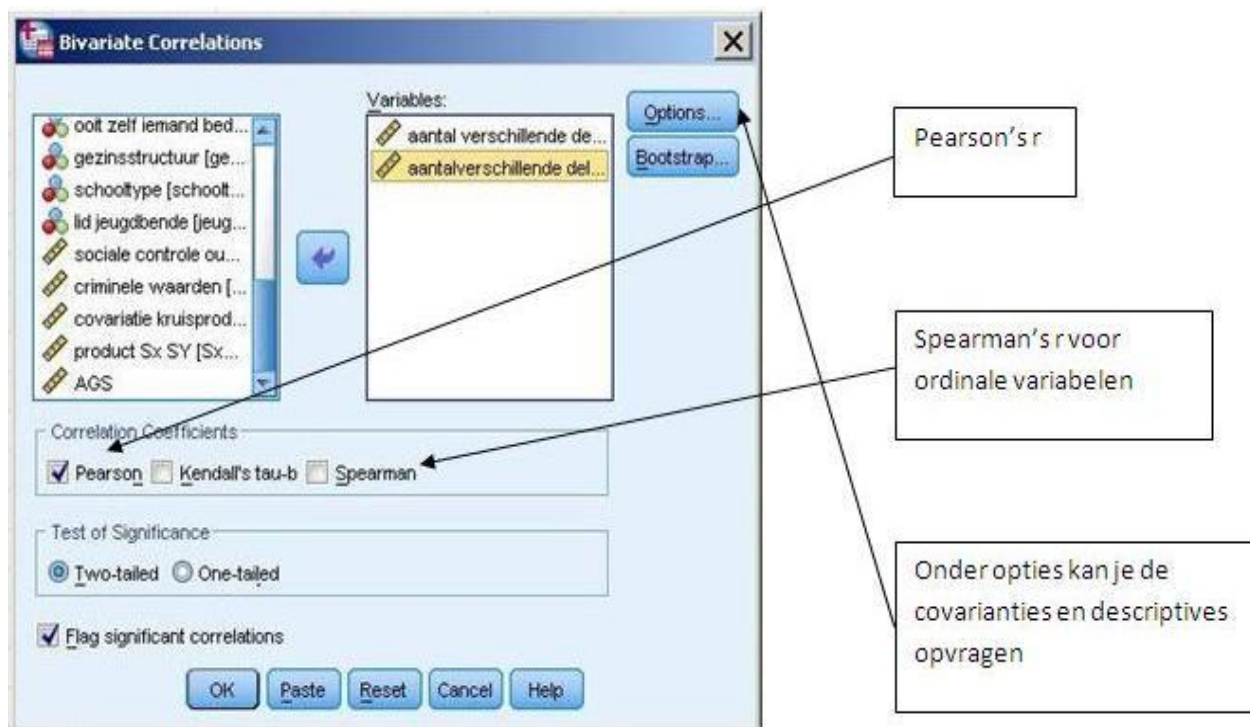 Bivariate Correlations
ooit zelf iemand bed...
gezinsstructuur [ge...
schooltype [schoolt...
lid jeugdbende [jeug...
sociale controle ou...
criminele waarden [...
covariatie kruisprod...
product Sx SY [Sx...
AGS
Variables:
aantal verschillende de...
aantalverschillende del...
Options...
Bootstrap...
Correlation Coefficients
Pearson
Kendall's tau-b
Spearman
Test of Significance
Two-tailed
One-tailed
Flag significant correlations
OK
Paste
Reset
Cancel
Help
Pearson's r
Spearman's r voor
ordinale variabelen
Onder opties kan je de
covarianties en descriptives
opvragen